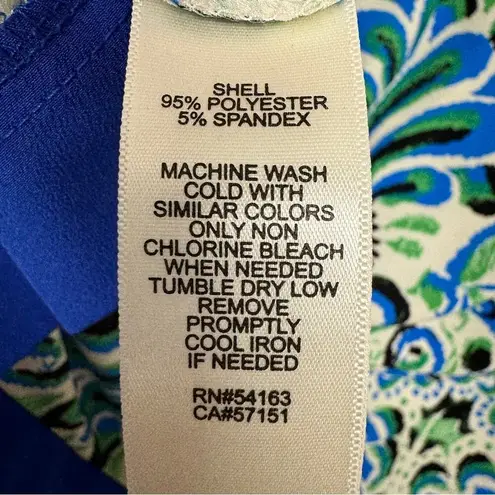 SHELL
95% POLYESTER
5% SPANDEX
MACHINE WASH
COLD WITH
SIMILAR COLORS
ONLY NON
CHLORINE BLEACH
WHEN NEEDED
TUMBLE DRY LOW
REMOVE
PROMPTLY
COOL IRON
IF NEEDED
RN#54163
CA#57151